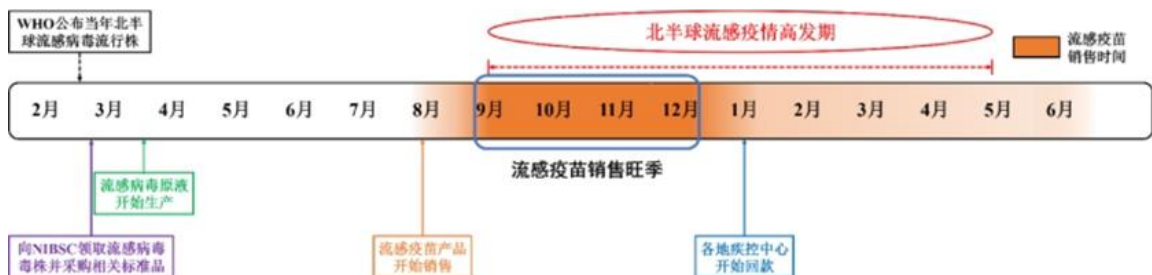 WHO公布当年北半
球流感病毒流行株
北半球流感疫情高发期
流感疫苗
销售时间
2月 3月 4月 5月 6月 7月 8月 9月 10月 11月 12月 1月 2月 3月 4月 5月 6月
流感疫苗销售旺季
流感病毒原液
开始生产
向NIBSC领取流感病毒
毒株并采购相关标准品
流感疫苗产品
开始销售
各地疾控中心
开始回款